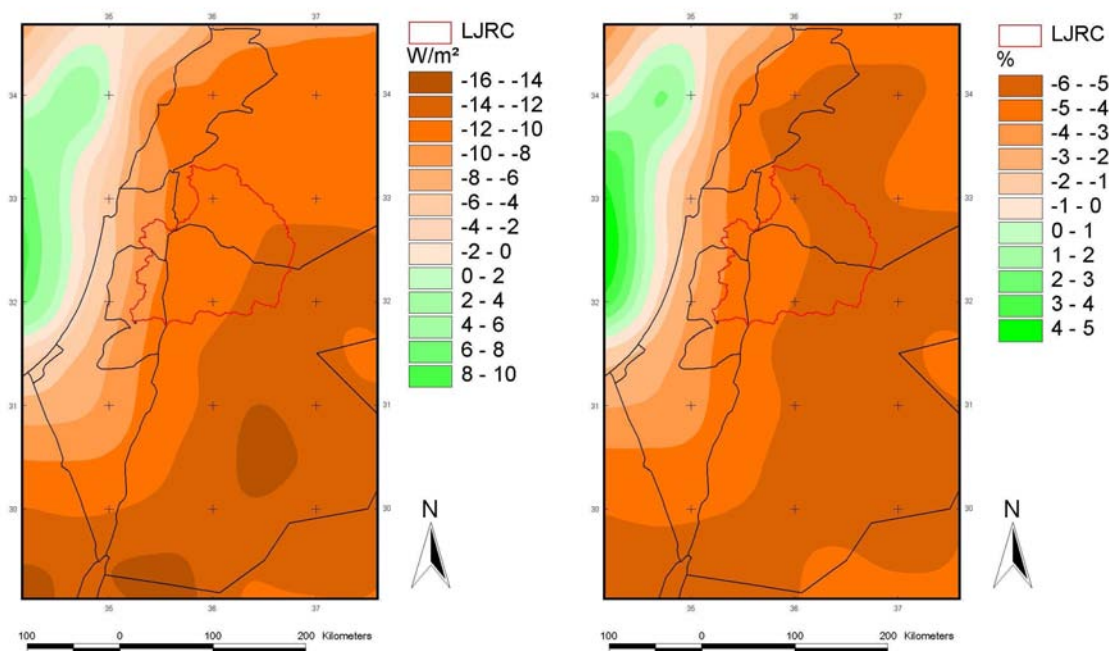 LJRC
W/m²
-16 - -14
-14 - -12
-12 - -10
-10 - -8
-8 - -6
-6 - -4
-4 - -2
-2 - 0
0 - 2
2 - 4
4 - 6
6 - 8
8 - 10
35
36
37
34
34
33
33
32
32
31
31
30
30
35
36
37
N
100 0 100 200 Kilometers
LJRC
%
-6 - -5
-5 - -4
-4 - -3
-3 - -2
-2 - -1
-1 - 0
0 - 1
1 - 2
2 - 3
3 - 4
4 - 5
35
36
37
34
34
33
33
32
32
31
31
30
30
35
36
37
N
100 0 100 200 Kilometers